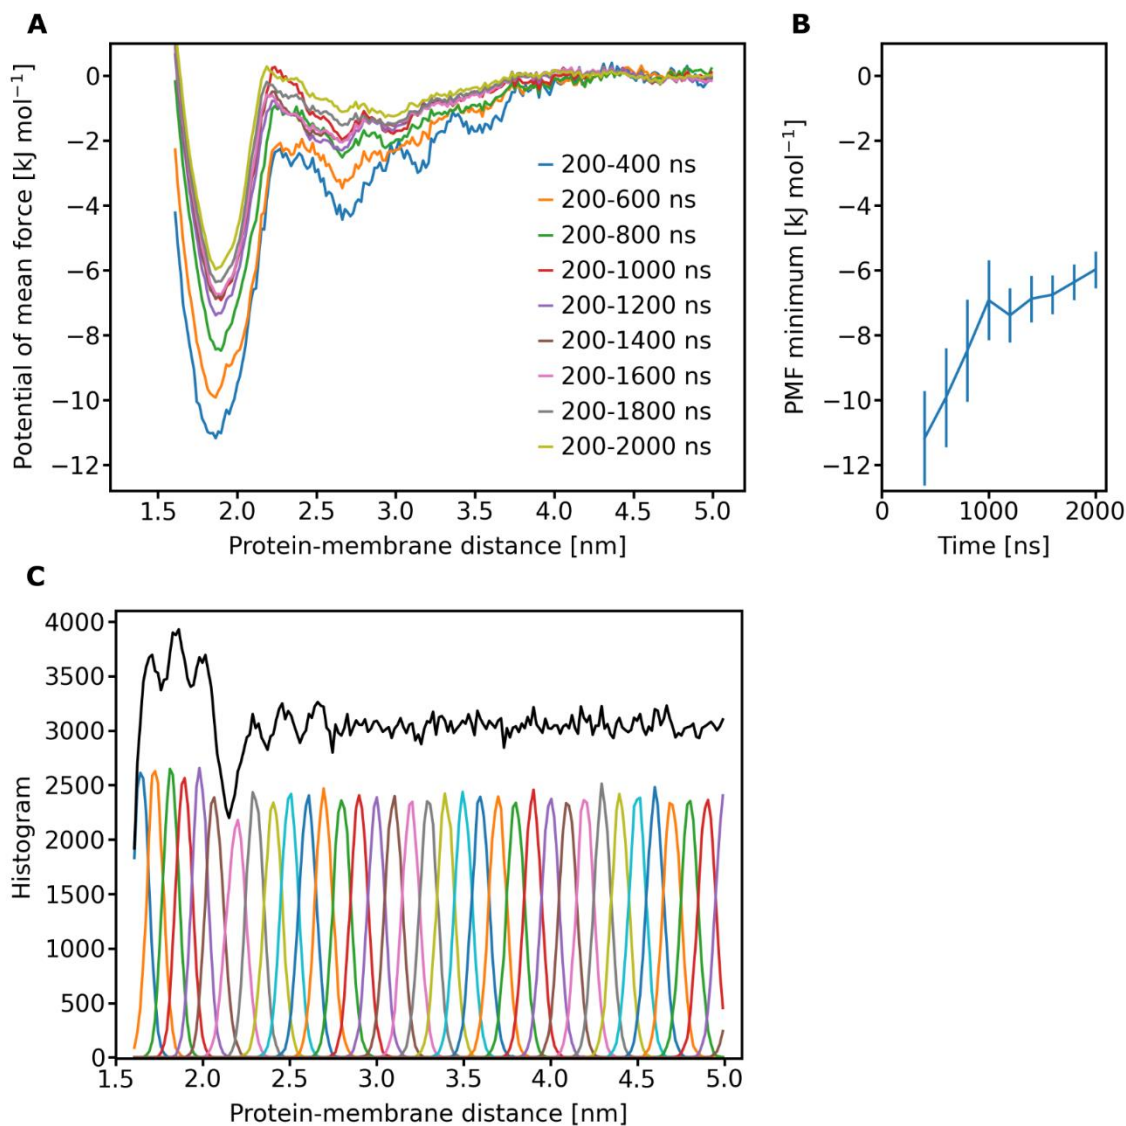 A
0
−2
−4
−6
−8
−10
−12
Potential of mean force [kJ mol⁻¹]
200-400 ns
200-600 ns
200-800 ns
200-1000 ns
200-1200 ns
200-1400 ns
200-1600 ns
200-1800 ns
200-2000 ns
1.5 2.0 2.5 3.0 3.5 4.0 4.5 5.0
Protein-membrane distance [nm]
B
0
−2
−4
−6
−8
−10
−12
PMF minimum [kJ mol⁻¹]
0 1000 2000
Time [ns]
C
4000
3500
3000
2500
2000
1500
1000
500
0
Histogram
1.5 2.0 2.5 3.0 3.5 4.0 4.5 5.0
Protein-membrane distance [nm]